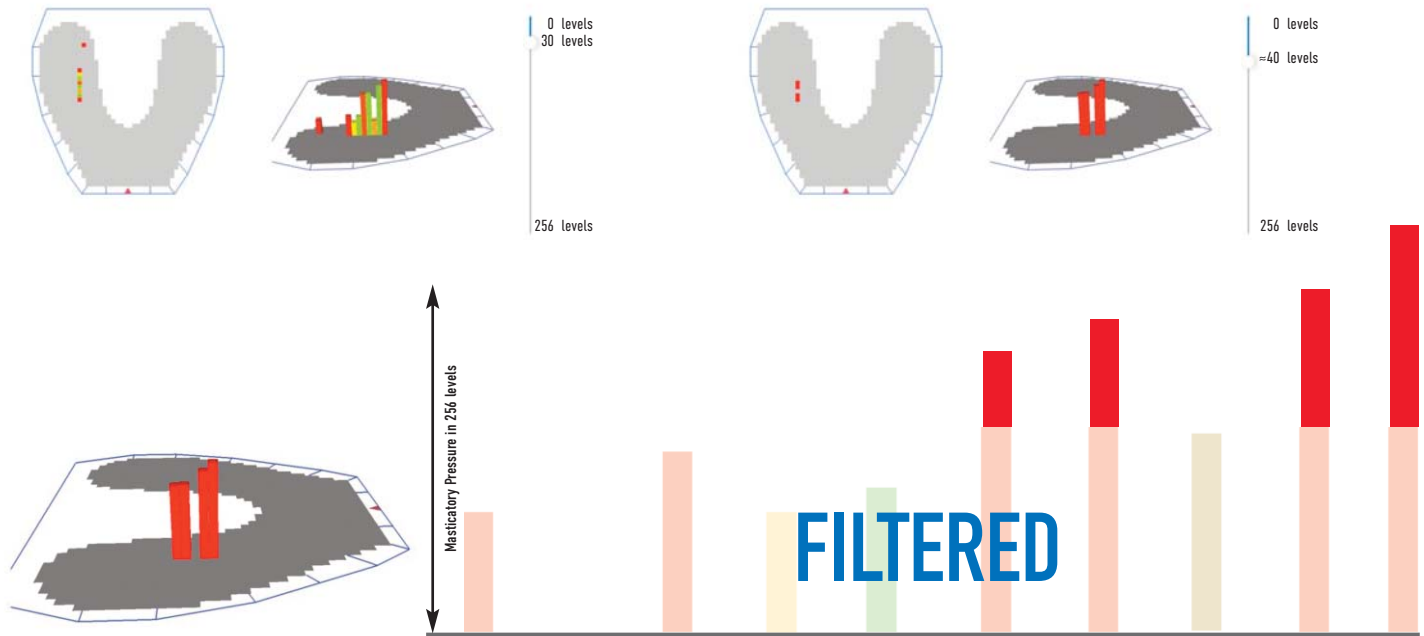 0 levels
30 levels
256 levels
0 levels
≈40 levels
256 levels
Masticatory Pressure in 256 levels
FILTERED